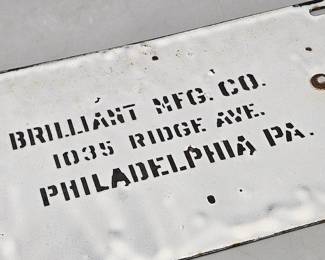 BRILLIANT MFG. CO.
1035 RIDGE AVE.
PHILADELPHIA PA.